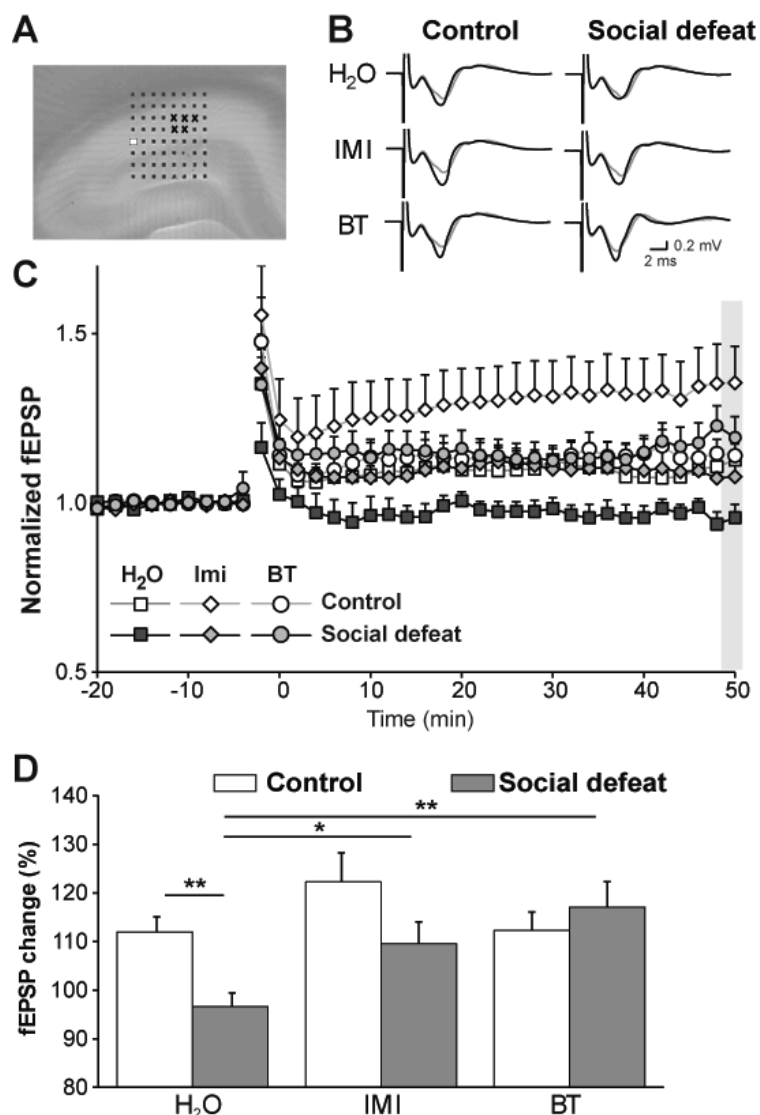 A
B
Control Social defeat
H₂O
IMI
BT
0.2 mV
2 ms
C
Normalized fEPSP
1.5
1.0
0.5
H₂O Imi BT
Control
Social defeat
-20 -10 0 10 20 30 40 50
Time (min)
D
Control Social defeat
fEPSP change (%)
140
130
120
115
110
100
90
80
**
*
**
H₂O IMI BT